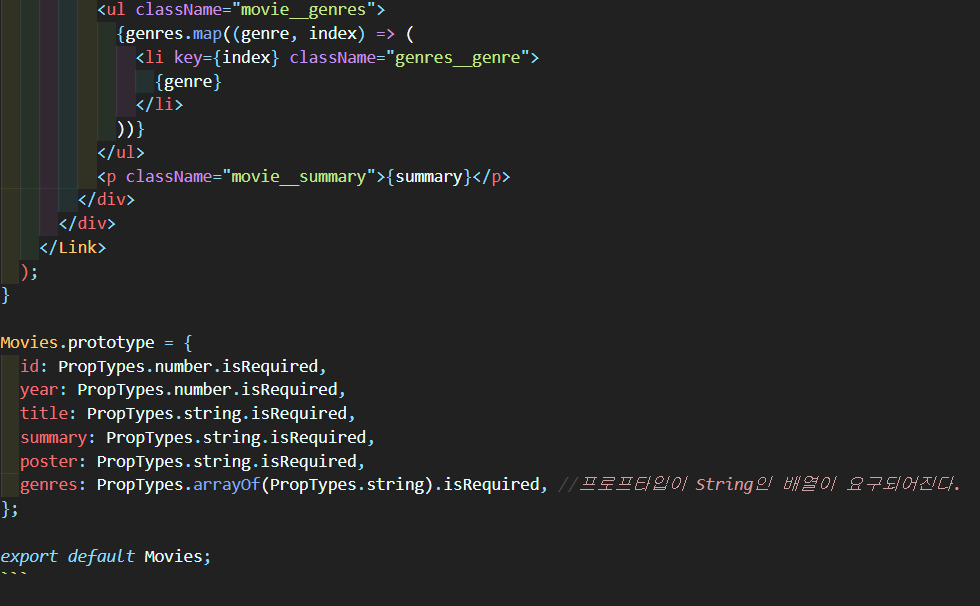 <ul className="movie__genres">
{genres.map((genre, index) => (
<li key={index} className="genres__genre">
{genre}
</li>
))}
</ul>
<p className="movie__summary">{summary}</p>
</div>
</div>
</Link>
);
}
Movies.prototype = {
id: PropTypes.number.isRequired,
year: PropTypes.number.isRequired,
title: PropTypes.string.isRequired,
summary: PropTypes.string.isRequired,
poster: PropTypes.string.isRequired,
genres: PropTypes.arrayOf(PropTypes.string).isRequired, //프로프타입이 String인 배열이 요구되어진다.
};
export default Movies;
```